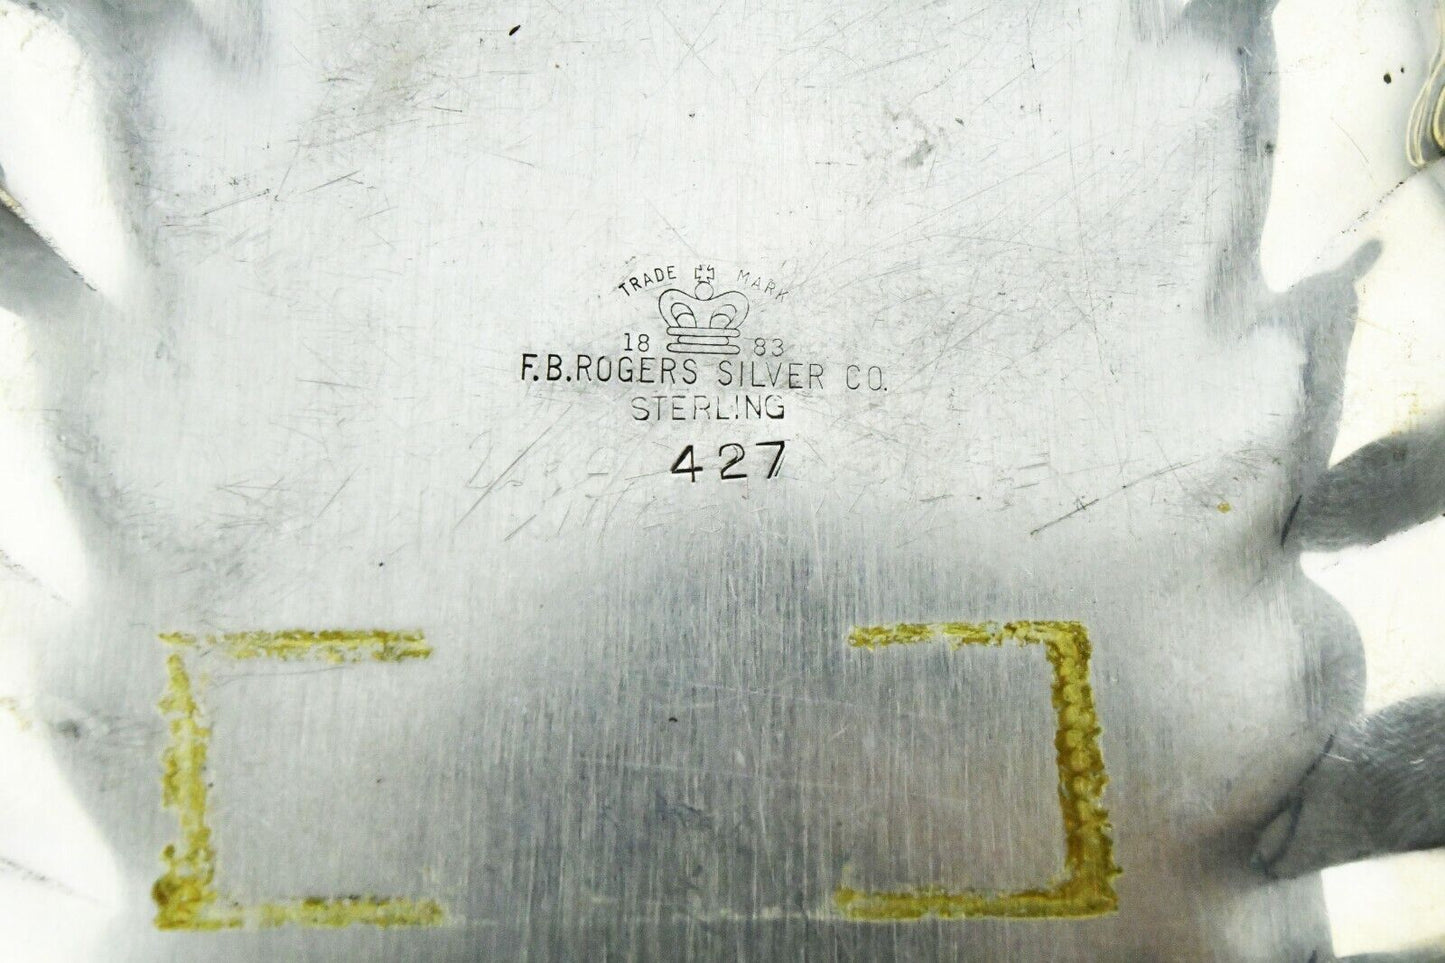 TRADE MARK
18 83
F.B.ROGERS SILVER CO.
STERLING
427